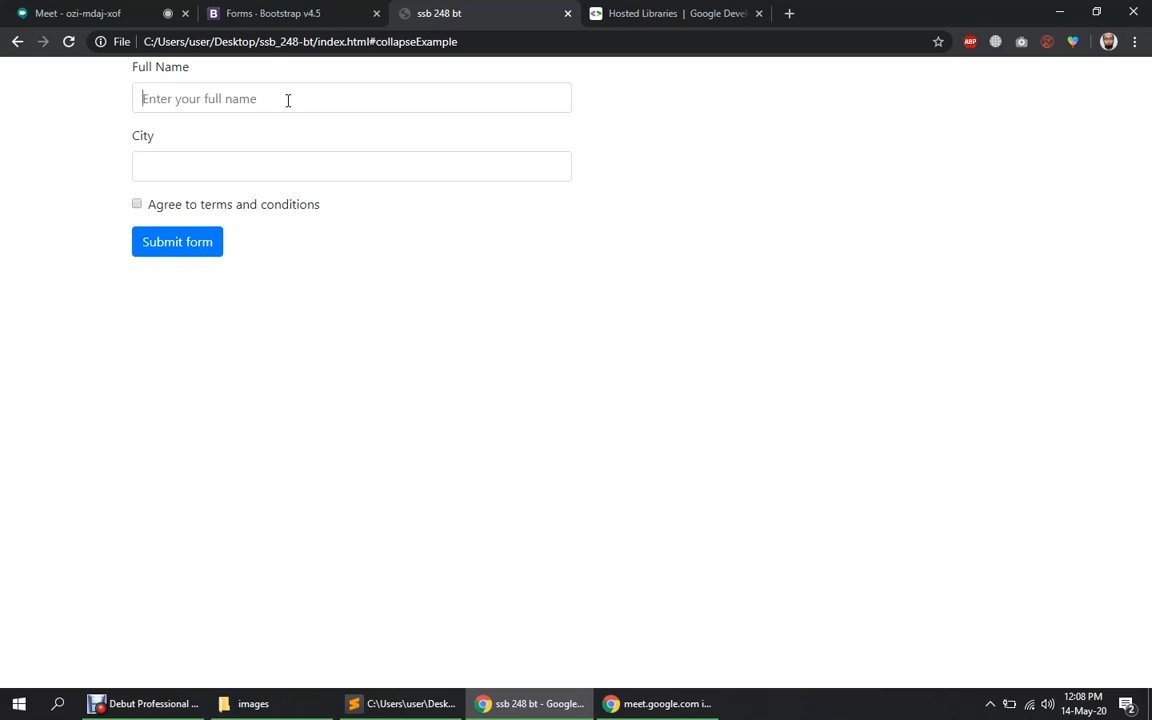 Meet - ozi-mdaj-xof
Forms · Bootstrap v4.5
ssb 248 bt
Hosted Libraries | Google Devel
File
C:/Users/user/Desktop/ssb_248-bt/index.html#collapseExample
ABP
Full Name
Enter your full name
City
Agree to terms and conditions
Submit form
Debut Professional ...
images
C:\Users\user\Desk...
ssb 248 bt - Google...
meet.google.com i...
12:08 PM
14-May-20
2